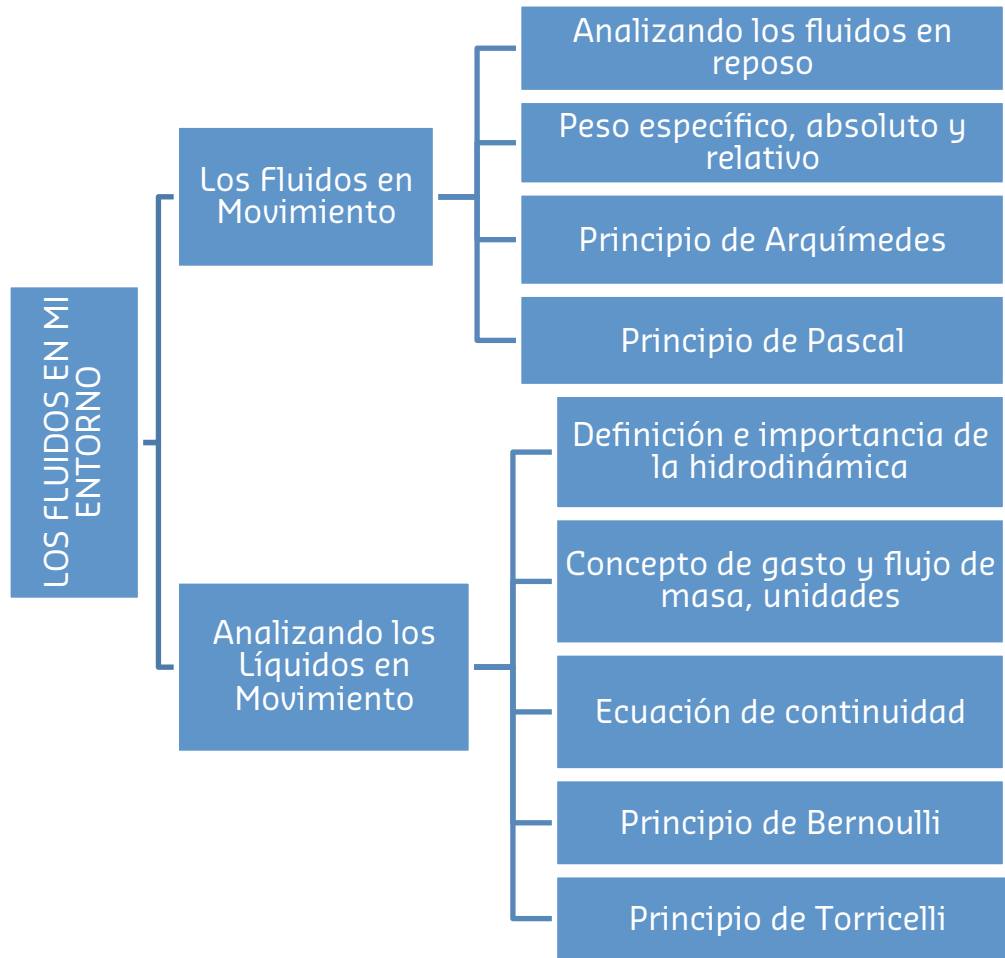 LOS FLUIDOS EN MI
ENTORNO
Los Fluidos en
Movimiento
Analizando los fluidos en
reposo
Peso específico, absoluto y
relativo
Principio de Arquímedes
Principio de Pascal
Analizando los
Líquidos en
Movimiento
Definición e importancia de
la hidrodinámica
Concepto de gasto y flujo de
masa, unidades
Ecuación de continuidad
Principio de Bernoulli
Principio de Torricelli